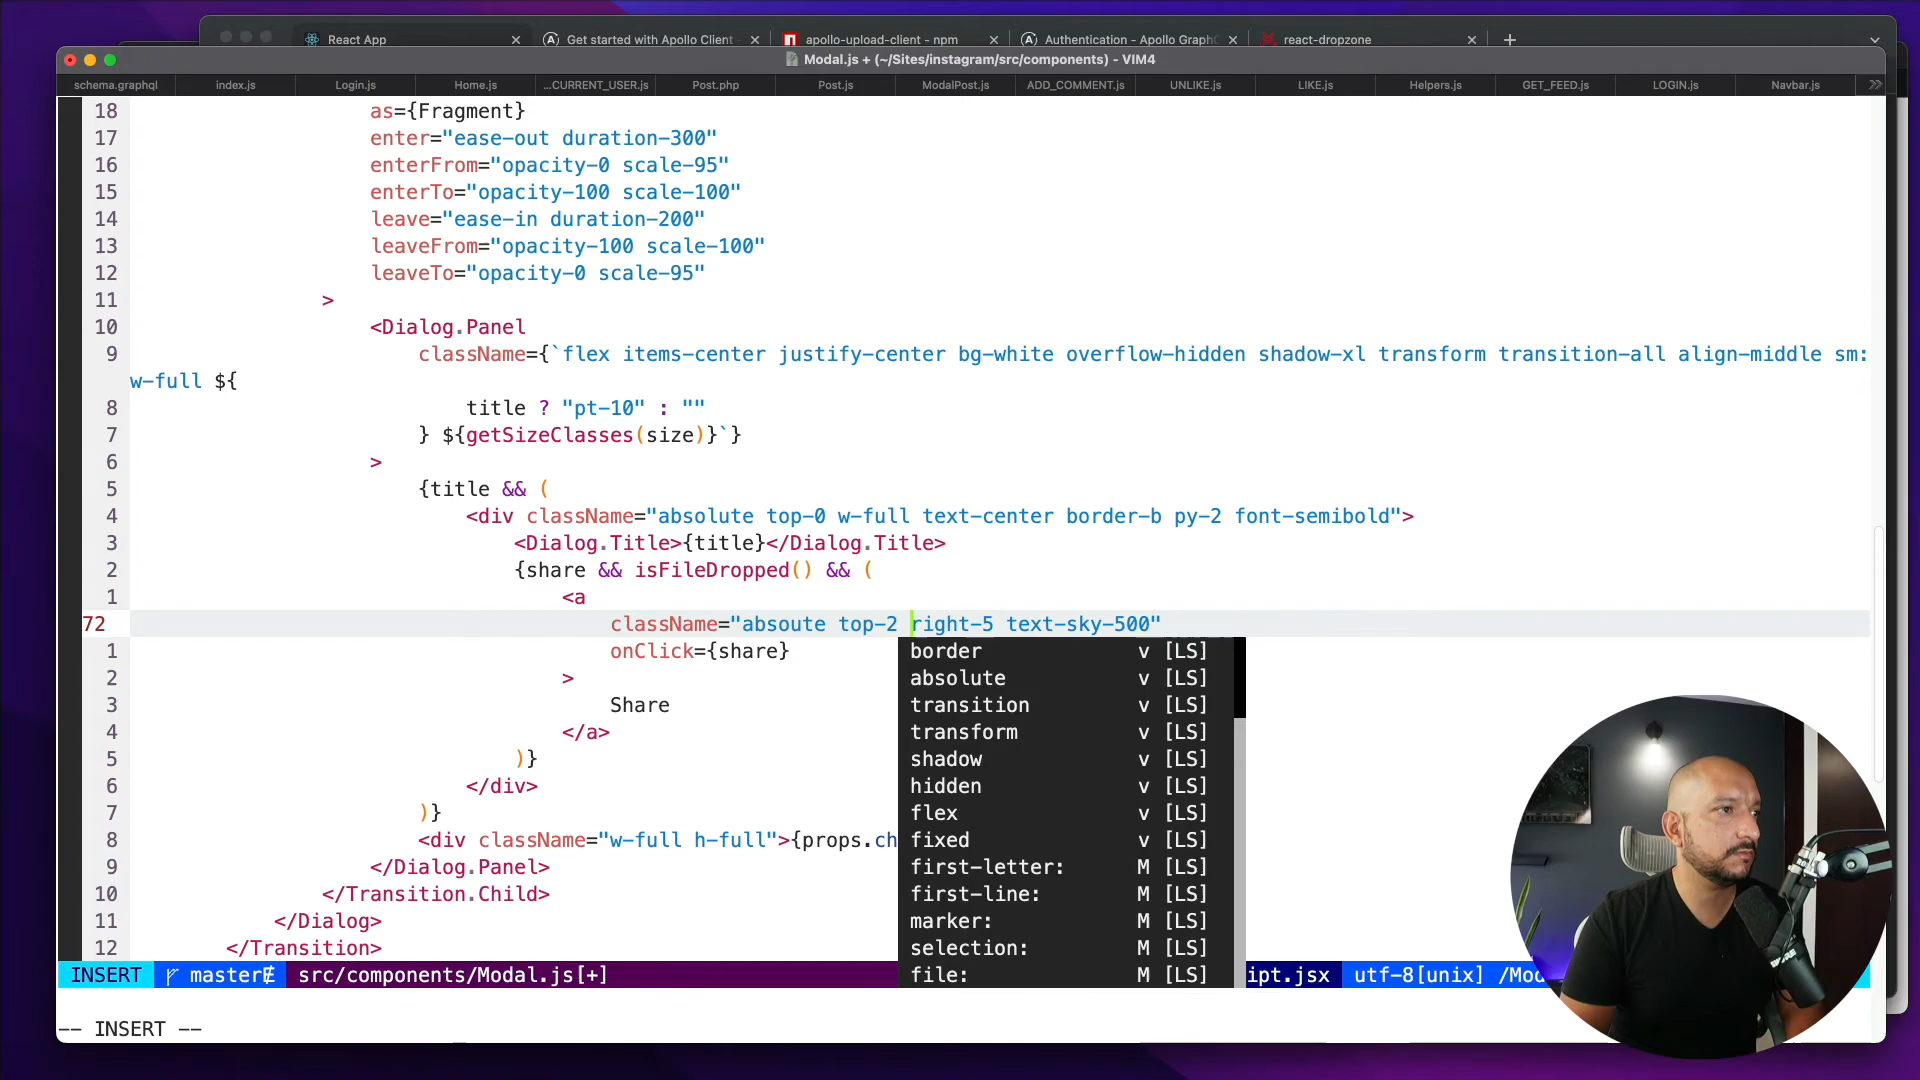 React App
Get started with Apollo Client
apollo-upload-client - npm
Authentication - Apollo GraphQ
react-dropzone
Modal.js + (~/Sites/instagram/src/components) - VIM4
schema.graphql
index.js
Login.js
Home.js
...CURRENT_USER.js
Post.php
Post.js
ModalPost.js
ADD_COMMENT.js
UNLIKE.js
LIKE.js
Helpers.js
GET_FEED.js
LOGIN.js
Navbar.js
18 as={Fragment}
17 enter="ease-out duration-300"
16 enterFrom="opacity-0 scale-95"
15 enterTo="opacity-100 scale-100"
14 leave="ease-in duration-200"
13 leaveFrom="opacity-100 scale-100"
12 leaveTo="opacity-0 scale-95"
11 >
10 <Dialog.Panel
9 className={`flex items-center justify-center bg-white overflow-hidden shadow-xl transform transition-all align-middle sm:
w-full ${
8 title ? "pt-10" : ""
7 } ${getSizeClasses(size)}`}
6 >
5 {title && (
4 <div className="absolute top-0 w-full text-center border-b py-2 font-semibold">
3 <Dialog.Title>{title}</Dialog.Title>
2 {share && isFileDropped() && (
1 <a
72 className="absoute top-2 right-5 text-sky-500"
1 onClick={share}
2 >
3 Share
4 </a>
5 )}
6 </div>
7 )}
8 <div className="w-full h-full">{props.ch
9 </Dialog.Panel>
10 </Transition.Child>
11 </Dialog>
12 </Transition>
border v [LS]
absolute v [LS]
transition v [LS]
transform v [LS]
shadow v [LS]
hidden v [LS]
flex v [LS]
fixed v [LS]
first-letter: M [LS]
first-line: M [LS]
marker: M [LS]
selection: M [LS]
file: M [LS]
INSERT master src/components/Modal.js[+] ipt.jsx utf-8[unix] /Mod
-- INSERT --